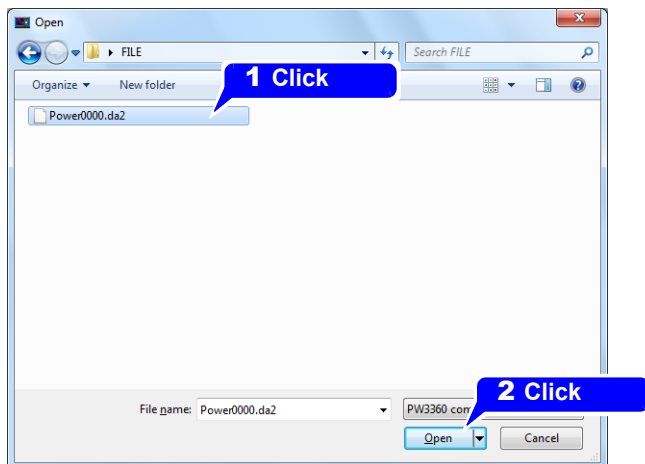 Open
FILE
Search FILE
Organize
New folder
1 Click
Power0000.da2
2 Click
File name:
Power0000.da2
PW3360 com
Open
Cancel